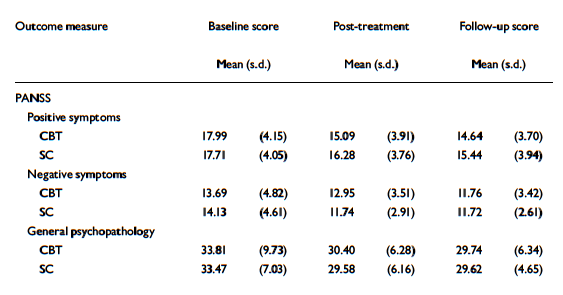 Outcome measure Baseline score Post-treatment Follow-up score
Mean (s.d.) Mean (s.d.) Mean (s.d.)
PANSS
Positive symptoms
CBT 17.99 (4.15) 15.09 (3.91) 14.64 (3.70)
SC 17.71 (4.05) 16.28 (3.76) 15.44 (3.94)
Negative symptoms
CBT 13.69 (4.82) 12.95 (3.51) 11.76 (3.42)
SC 14.13 (4.61) 11.74 (2.91) 11.72 (2.61)
General psychopathology
CBT 33.81 (9.73) 30.40 (6.28) 29.74 (6.34)
SC 33.47 (7.03) 29.58 (6.16) 29.62 (4.65)